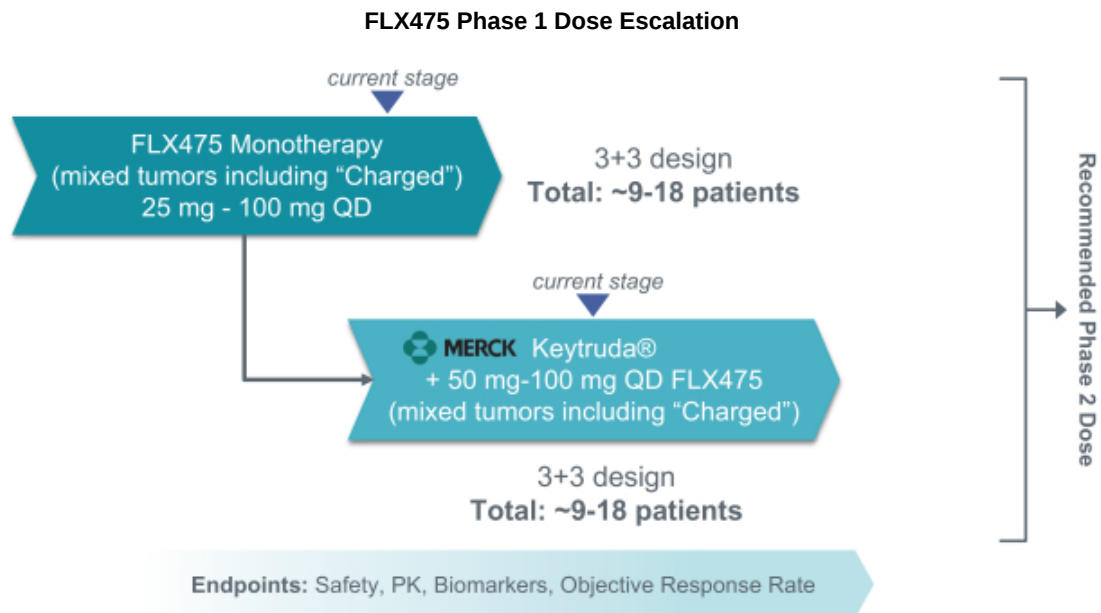 FLX475 Phase 1 Dose Escalation
current stage
FLX475 Monotherapy
(mixed tumors including “Charged”)
25 mg - 100 mg QD
3+3 design
Total: ~9-18 patients
current stage
MERCK Keytruda®
+ 50 mg-100 mg QD FLX475
(mixed tumors including “Charged”)
3+3 design
Total: ~9-18 patients
Recommended Phase 2 Dose
Endpoints: Safety, PK, Biomarkers, Objective Response Rate